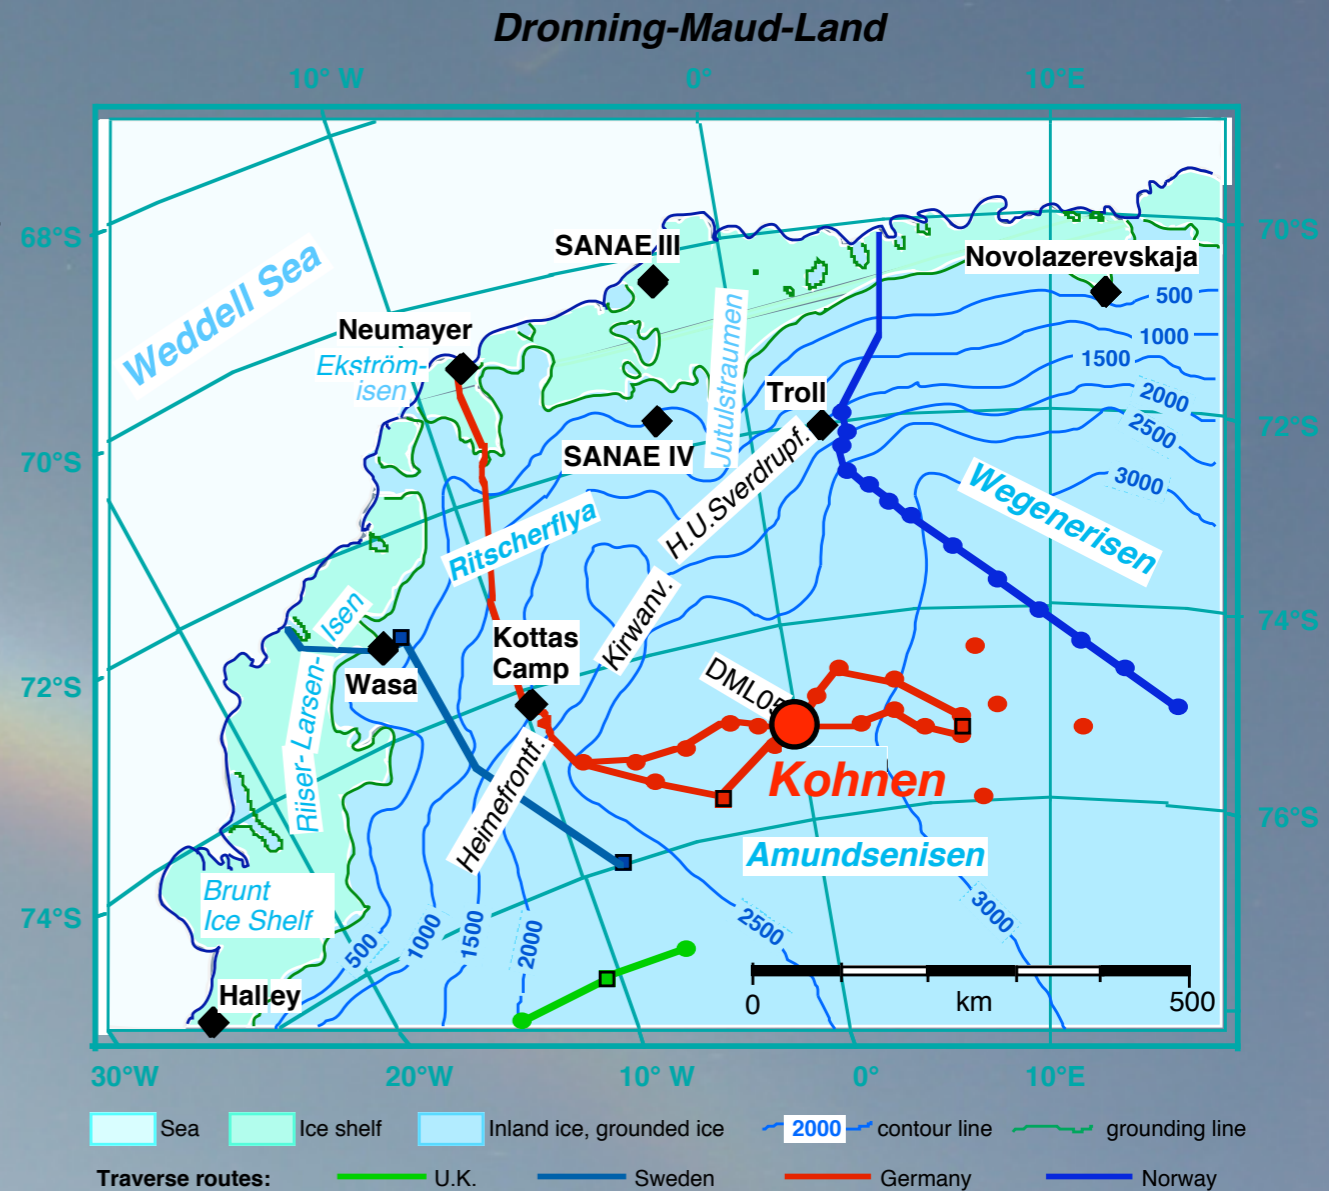 Dronning-Maud-Land
10° W
0°
10°E
68°S
70°S
SANAE III
Novolazerevskaja
Weddell Sea
500
1000
Neumayer
Ekström-
isen
Jutulstraumen
1500
Troll
2000
72°S
2500
70°S
SANAE IV
H.U.Sverdrupf.
3000
Wegenerisen
Ritscherflya
Riiser-Larsen-Isen
Kirwanv.
74°S
Kottas
Camp
72°S
Wasa
DML05
Heimefrontf.
Kohnen
76°S
Amundsenisen
Brunt
Ice Shelf
74°S
500
1000
1500
2000
2500
3000
Halley
0
km
500
30°W
20°W
10° W
0°
10°E
Sea
Ice shelf
Inland ice, grounded ice
2000
contour line
grounding line
Traverse routes:
U.K.
Sweden
Germany
Norway